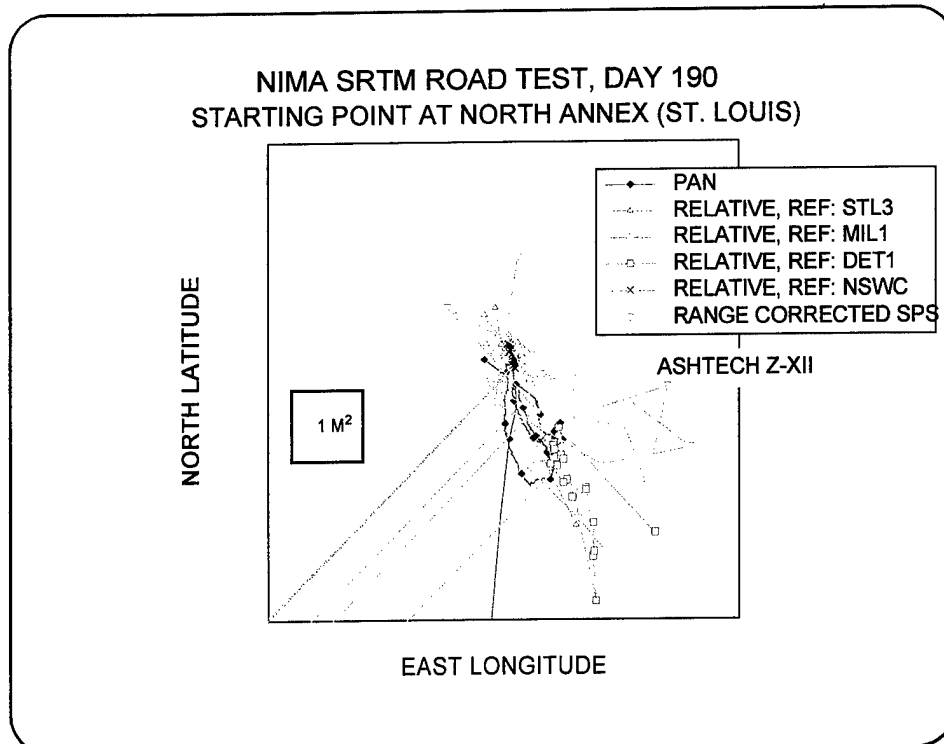 NIMA SRTM ROAD TEST, DAY 190
STARTING POINT AT NORTH ANNEX (ST. LOUIS)
PAN
RELATIVE, REF: STL3
RELATIVE, REF: MIL1
RELATIVE, REF: DET1
RELATIVE, REF: NSWC
RANGE CORRECTED SPS
ASHTECH Z-XII
NORTH LATITUDE
1 M²
EAST LONGITUDE